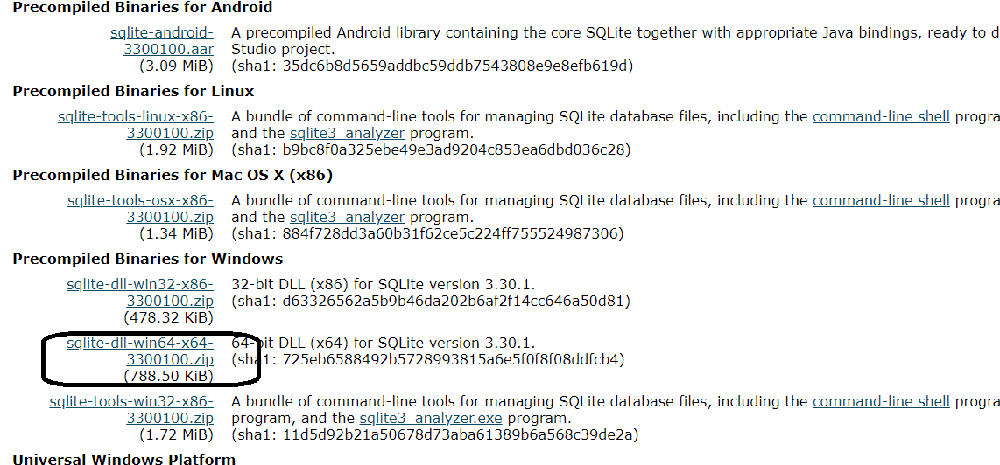 Precompiled Binaries for Android
sqlite-android- A precompiled Android library containing the core SQLite together with appropriate Java bindings, ready to d
3300100.aar Studio project.
(3.09 MiB) (sha1: 35dc6b8d5659addbc59ddb7543808e9e8efb619d)
Precompiled Binaries for Linux
sqlite-tools-linux-x86- A bundle of command-line tools for managing SQLite database files, including the command-line shell progra
3300100.zip and the sqlite3_analyzer program.
(1.92 MiB) (sha1: b9bc8f0a325ebe49e3ad9204c853ea6dbd036c28)
Precompiled Binaries for Mac OS X (x86)
sqlite-tools-osx-x86- A bundle of command-line tools for managing SQLite database files, including the command-line shell progra
3300100.zip and the sqlite3_analyzer program.
(1.34 MiB) (sha1: 884f728dd3a60b31f62ce5c224ff755524987306)
Precompiled Binaries for Windows
sqlite-dll-win32-x86- 32-bit DLL (x86) for SQLite version 3.30.1.
3300100.zip (sha1: d63326562a5b9b46da202b6af2f14cc646a50d81)
(478.32 KiB)
sqlite-dll-win64-x64- 64-bit DLL (x64) for SQLite version 3.30.1.
3300100.zip (sha1: 725eb6588492b5728993815a6e5f0f8f08ddfcb4)
(788.50 KiB)
sqlite-tools-win32-x86- A bundle of command-line tools for managing SQLite database files, including the command-line shell progra
3300100.zip program, and the sqlite3_analyzer.exe program.
(1.72 MiB) (sha1: 11d5d92b21a50678d73aba61389b6a568c39de2a)
Universal Windows Platform